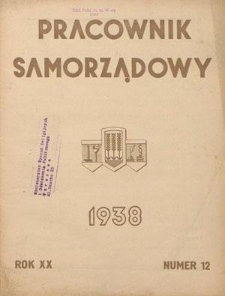 PRACOWNIK
SAMORZĄDOWY
1938
ROK XX
NUMER 12